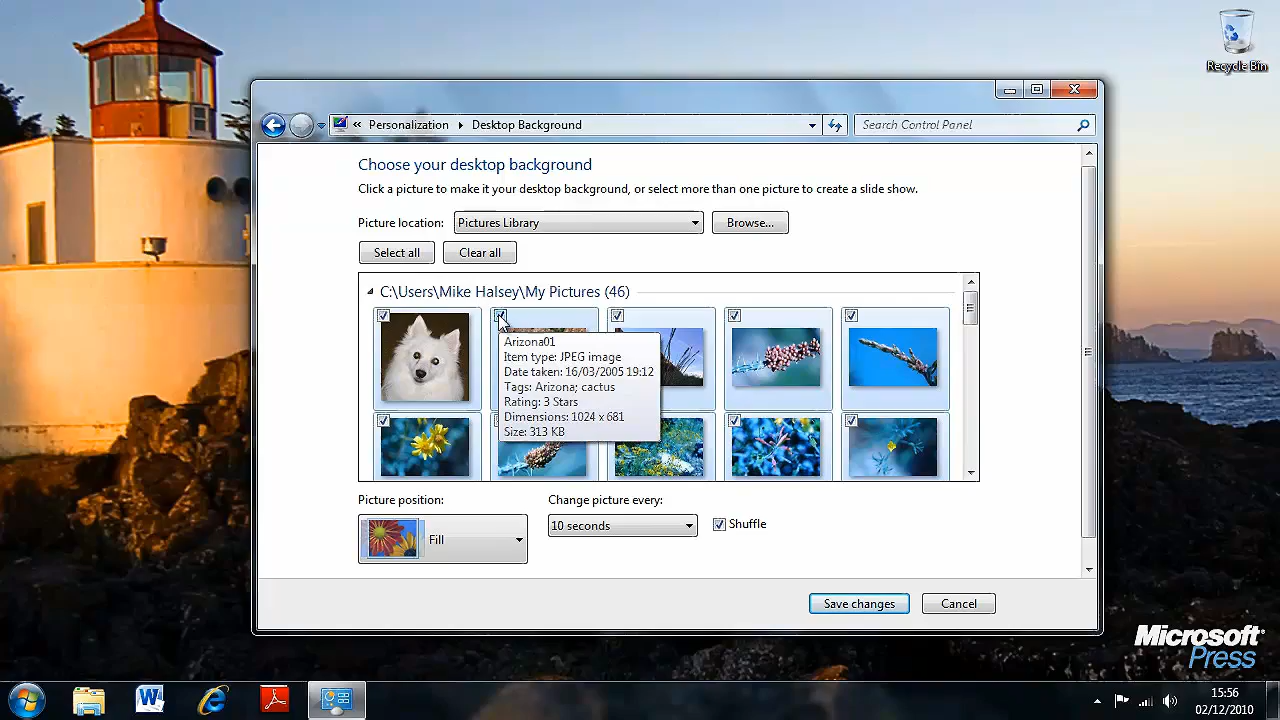 Recycle Bin
« Personalization ▸ Desktop Background
Search Control Panel
Choose your desktop background
Click a picture to make it your desktop background, or select more than one picture to create a slide show.
Picture location: Pictures Library Browse...
Select all Clear all
C:\Users\Mike Halsey\My Pictures (46)
Arizona01
Item type: JPEG image
Date taken: 16/03/2005 19:12
Tags: Arizona; cactus
Rating: 3 Stars
Dimensions: 1024 x 681
Size: 313 KB
Picture position: Change picture every:
Fill 10 seconds Shuffle
Save changes Cancel
Microsoft
Press
W
15:56
02/12/2010